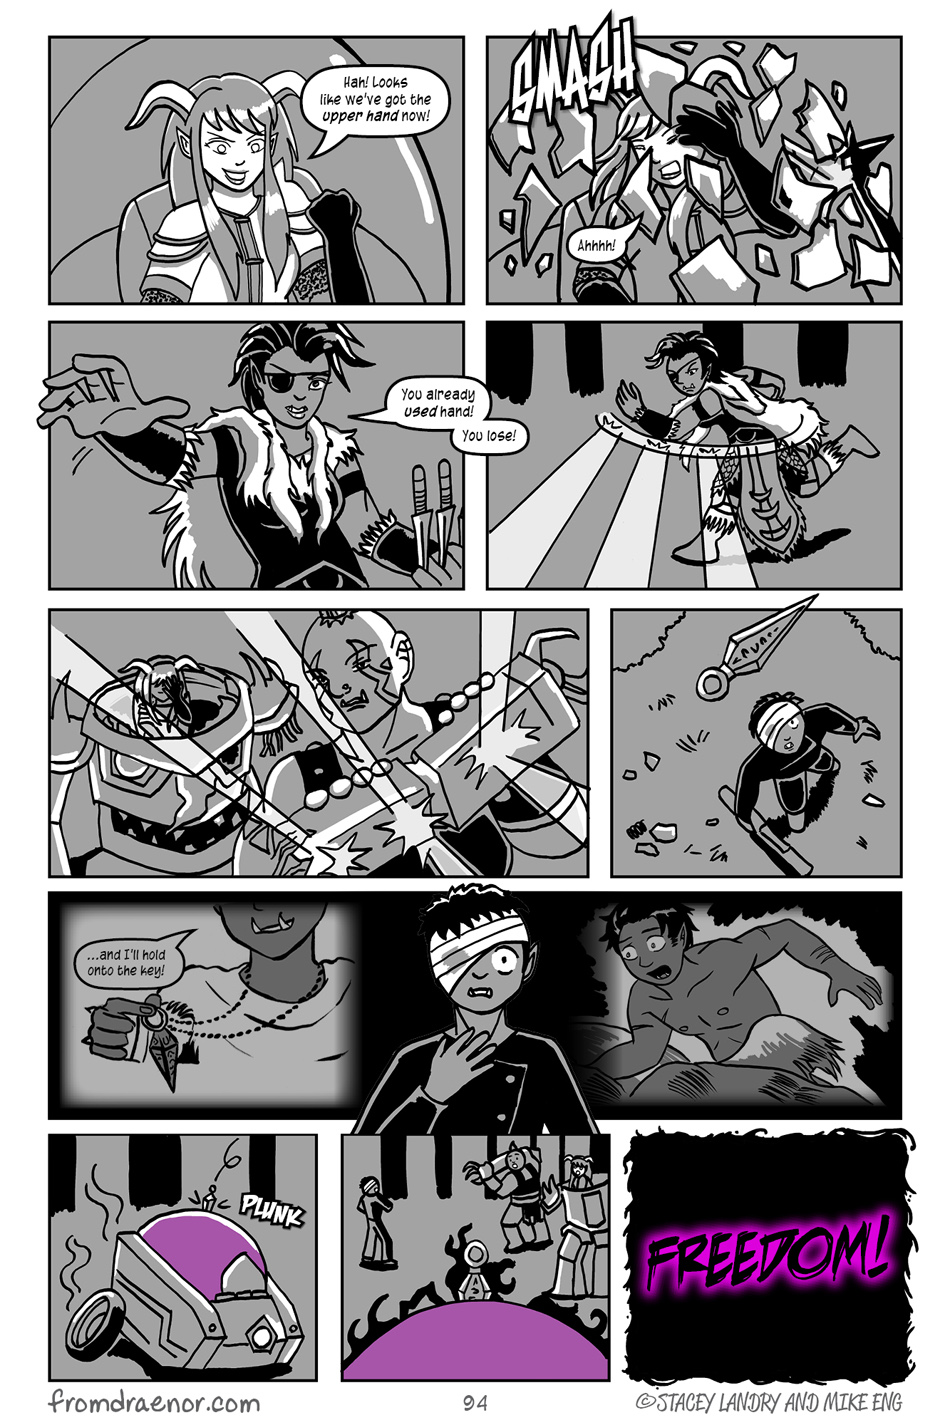 Hah! Looks
like we've got the
upper hand now!
SMASH
Ahhhh!
You already
used hand!
You lose!
...and I'll hold
onto the key!
PLUNK
FREEDOM!
fromdraenor.com
94
©STACEY LANDRY AND MIKE ENG